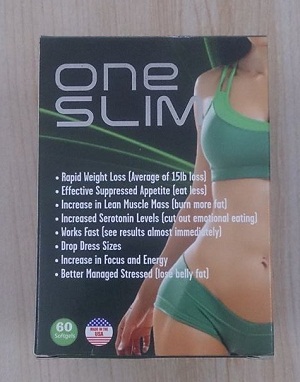 one
SLIM
• Rapid Weight Loss (Average of 15lb loss)
• Effective Suppressed Appetite (eat less)
• Increase in Lean Muscle Mass (burn more fat)
• Increased Serotonin Levels (cut out emotional eating)
• Works Fast (see results almost immediately)
• Drop Dress Sizes
• Increase in Focus and Energy
• Better Managed Stressed (lose belly fat)
60
Softgels
MADE IN THE
USA